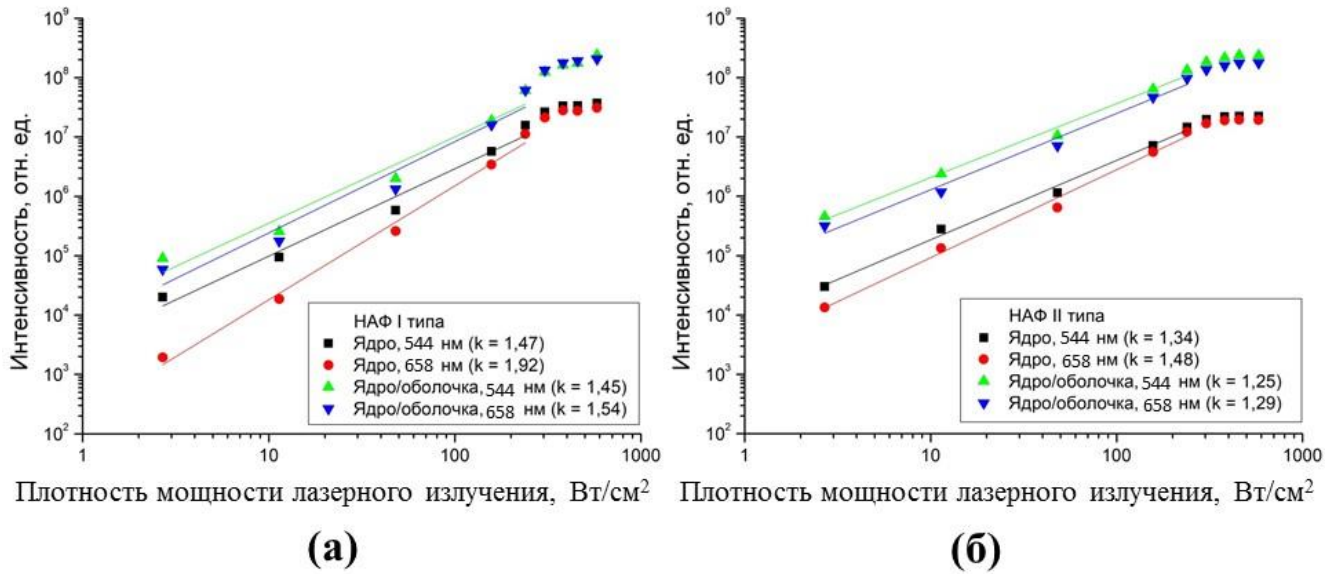 10⁹
10⁸
10⁷
10⁶
10⁵
10⁴
10³
10²
Интенсивность, отн. ед.
НАФ I типа
Ядро, 544 нм (k = 1,47)
Ядро, 658 нм (k = 1,92)
Ядро/оболочка, 544 нм (k = 1,45)
Ядро/оболочка, 658 нм (k = 1,54)
1 10 100 1000
Плотность мощности лазерного излучения, Вт/см²
(а)
10⁹
10⁸
10⁷
10⁶
10⁵
10⁴
10³
10²
Интенсивность, отн. ед.
НАФ II типа
Ядро, 544 нм (k = 1,34)
Ядро, 658 нм (k = 1,48)
Ядро/оболочка, 544 нм (k = 1,25)
Ядро/оболочка, 658 нм (k = 1,29)
1 10 100 1000
Плотность мощности лазерного излучения, Вт/см²
(б)